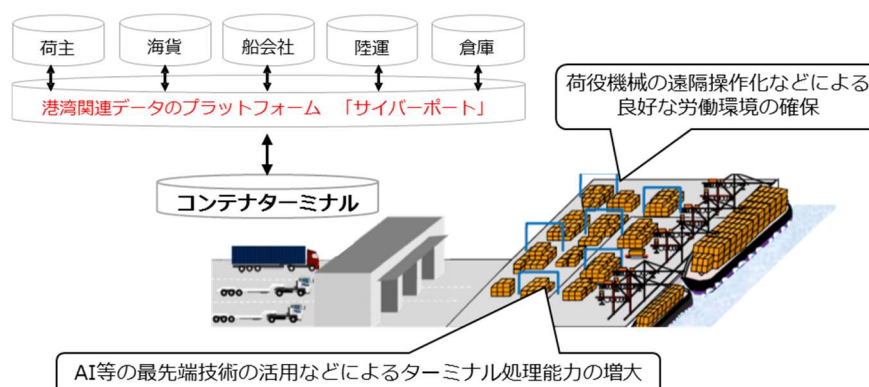 荷主
海貨
船会社
陸運
倉庫
港湾関連データのプラットフォーム 「サイバーポート」
コンテナターミナル
荷役機械の遠隔操作化などによる
良好な労働環境の確保
AI等の最先端技術の活用などによるターミナル処理能力の増大